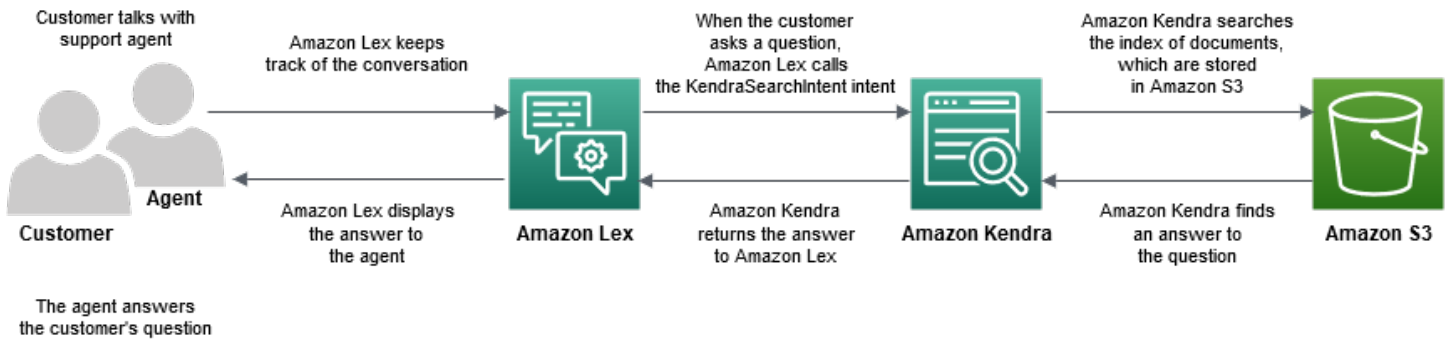 Customer talks with
support agent
Amazon Lex keeps
track of the conversation
When the customer
asks a question,
Amazon Lex calls
the KendraSearchIntent intent
Amazon Kendra searches
the index of documents,
which are stored
in Amazon S3
Agent
Customer
Amazon Lex displays
the answer to
the agent
Amazon Lex
Amazon Kendra
returns the answer
to Amazon Lex
Amazon Kendra
Amazon Kendra finds
an answer to
the question
Amazon S3
The agent answers
the customer's question